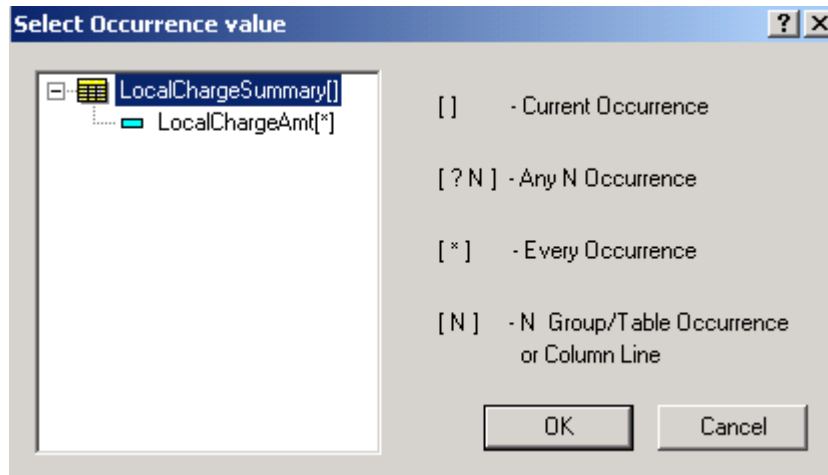 Select Occurrence value
LocalChargeSummary[]
LocalChargeAmt[*]
[ ] - Current Occurrence
[ ? N ] - Any N Occurrence
[ * ] - Every Occurrence
[ N ] - N Group/Table Occurrence
or Column Line
OK Cancel